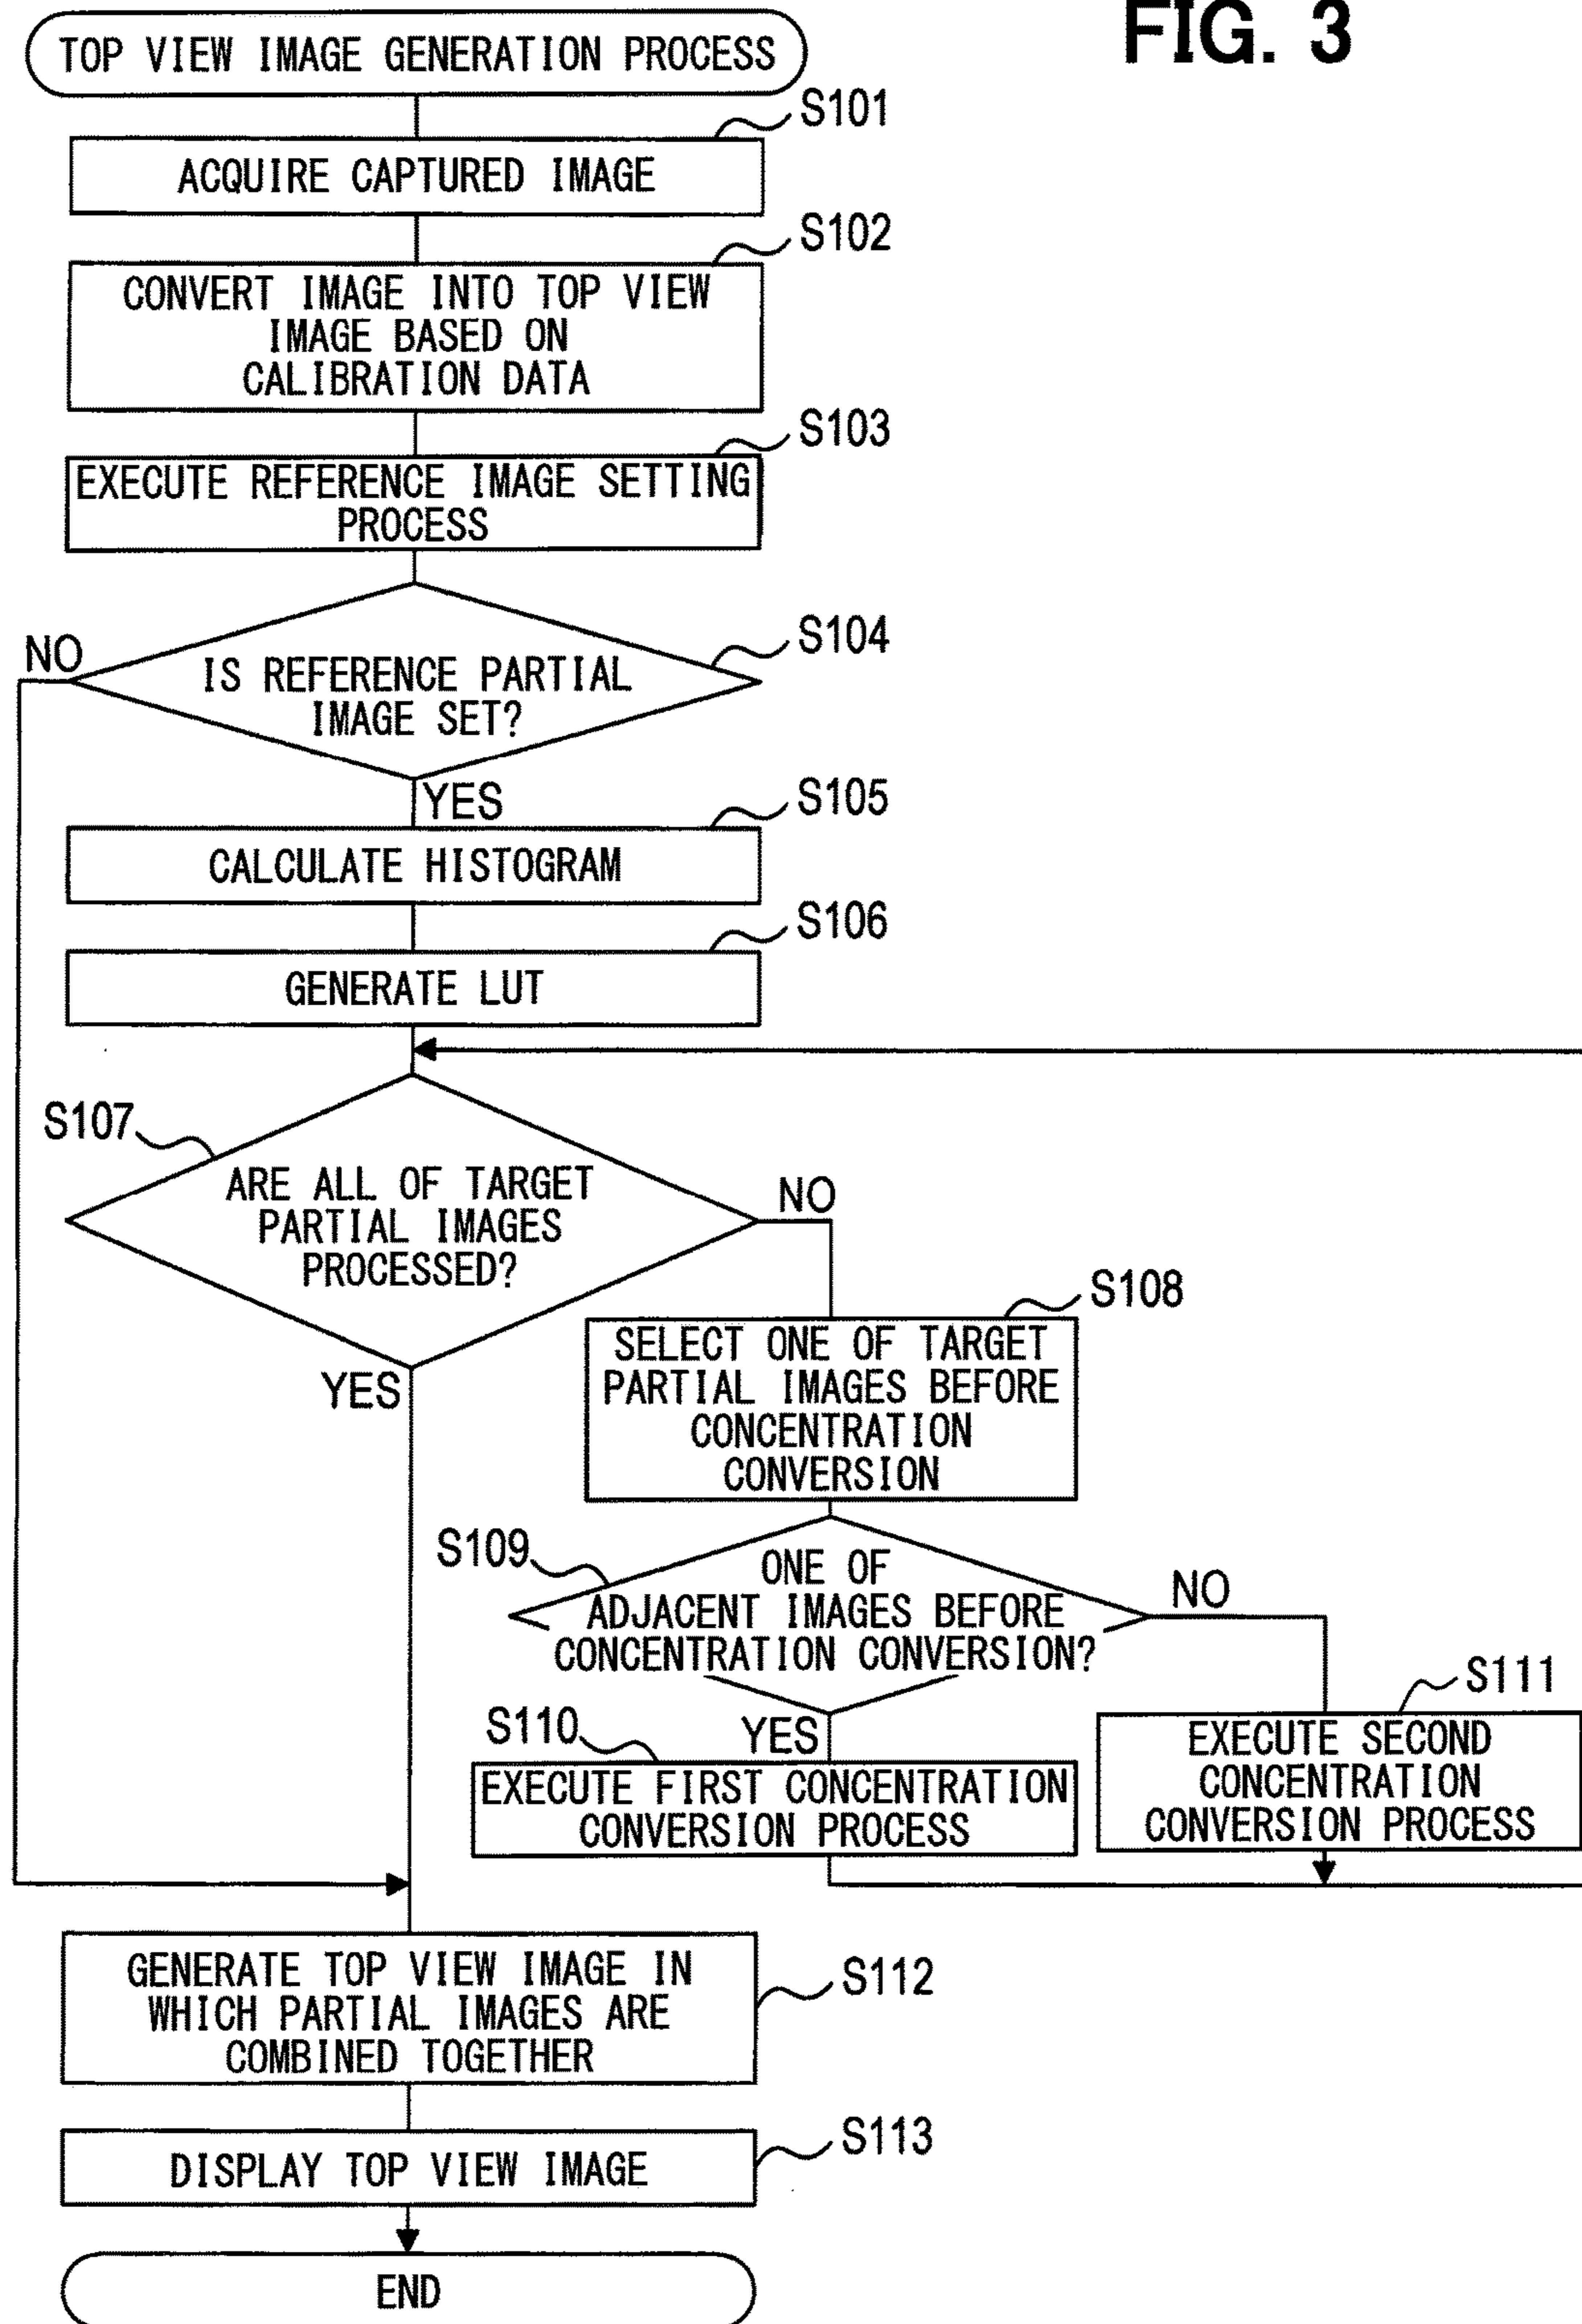 FIG. 3
TOP VIEW IMAGE GENERATION PROCESS
S101
ACQUIRE CAPTURED IMAGE
S102
CONVERT IMAGE INTO TOP VIEW
IMAGE BASED ON
CALIBRATION DATA
S103
EXECUTE REFERENCE IMAGE SETTING
PROCESS
S104
NO
IS REFERENCE PARTIAL
IMAGE SET?
YES
S105
CALCULATE HISTOGRAM
S106
GENERATE LUT
S107
ARE ALL OF TARGET
PARTIAL IMAGES
PROCESSED?
NO
YES
S108
SELECT ONE OF TARGET
PARTIAL IMAGES BEFORE
CONCENTRATION
CONVERSION
S109
ONE OF
ADJACENT IMAGES BEFORE
CONCENTRATION CONVERSION?
NO
YES
S110
EXECUTE FIRST CONCENTRATION
CONVERSION PROCESS
S111
EXECUTE SECOND
CONCENTRATION
CONVERSION PROCESS
S112
GENERATE TOP VIEW IMAGE IN
WHICH PARTIAL IMAGES ARE
COMBINED TOGETHER
S113
DISPLAY TOP VIEW IMAGE
END